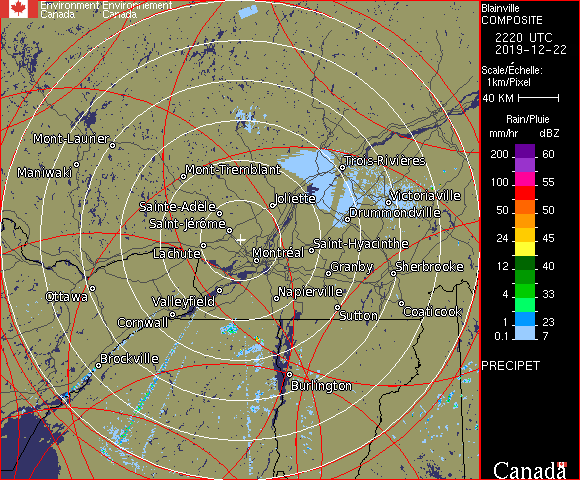 Environment Environnement
Canada Canada
Blainville
COMPOSITE
2220 UTC
2019-12-22
Scale/Échelle:
1km/Pixel
40 KM
Rain/Pluie
mm/hr dBZ
200 60
100 55
50 50
24 45
12 40
4 33
1 23
0.1 7
PRECIPET
Canada
Mont-Laurier
Maniwaki
Mont-Tremblant
Trois-Rivières
Joliette
Victoriaville
Sainte-Adèle
Drummondville
Saint-Jérôme
Saint-Hyacinthe
Lachute
Montréal
Granby
Sherbrooke
Ottawa
Valleyfield
Napierville
Cornwall
Sutton
Coaticook
Brockville
Burlington